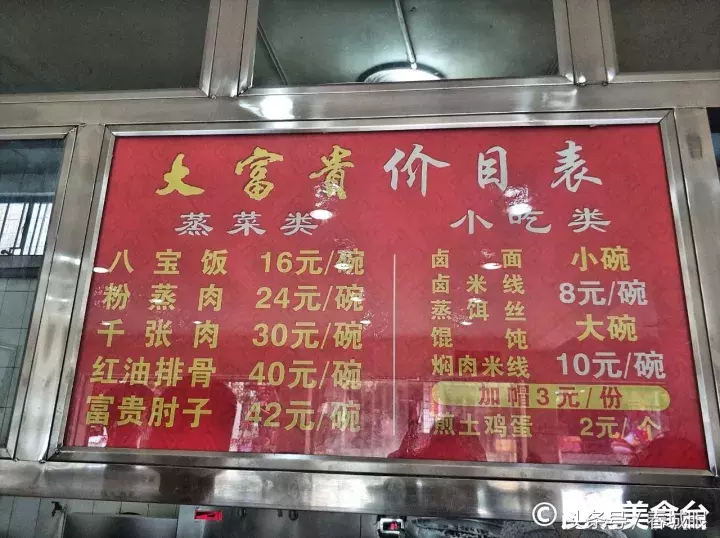 大富贵价目表
蒸菜类
八宝饭 16元/碗
粉蒸肉 24元/碗
千张肉 30元/碗
红油排骨 40元/碗
富贵肘子 42元/碗
小吃类
卤面
卤米线
蒸饵丝
馄饨
焖肉米线
小碗
8元/碗
大碗
10元/碗
加帽3元/份
煎土鸡蛋 2元/个
美食台